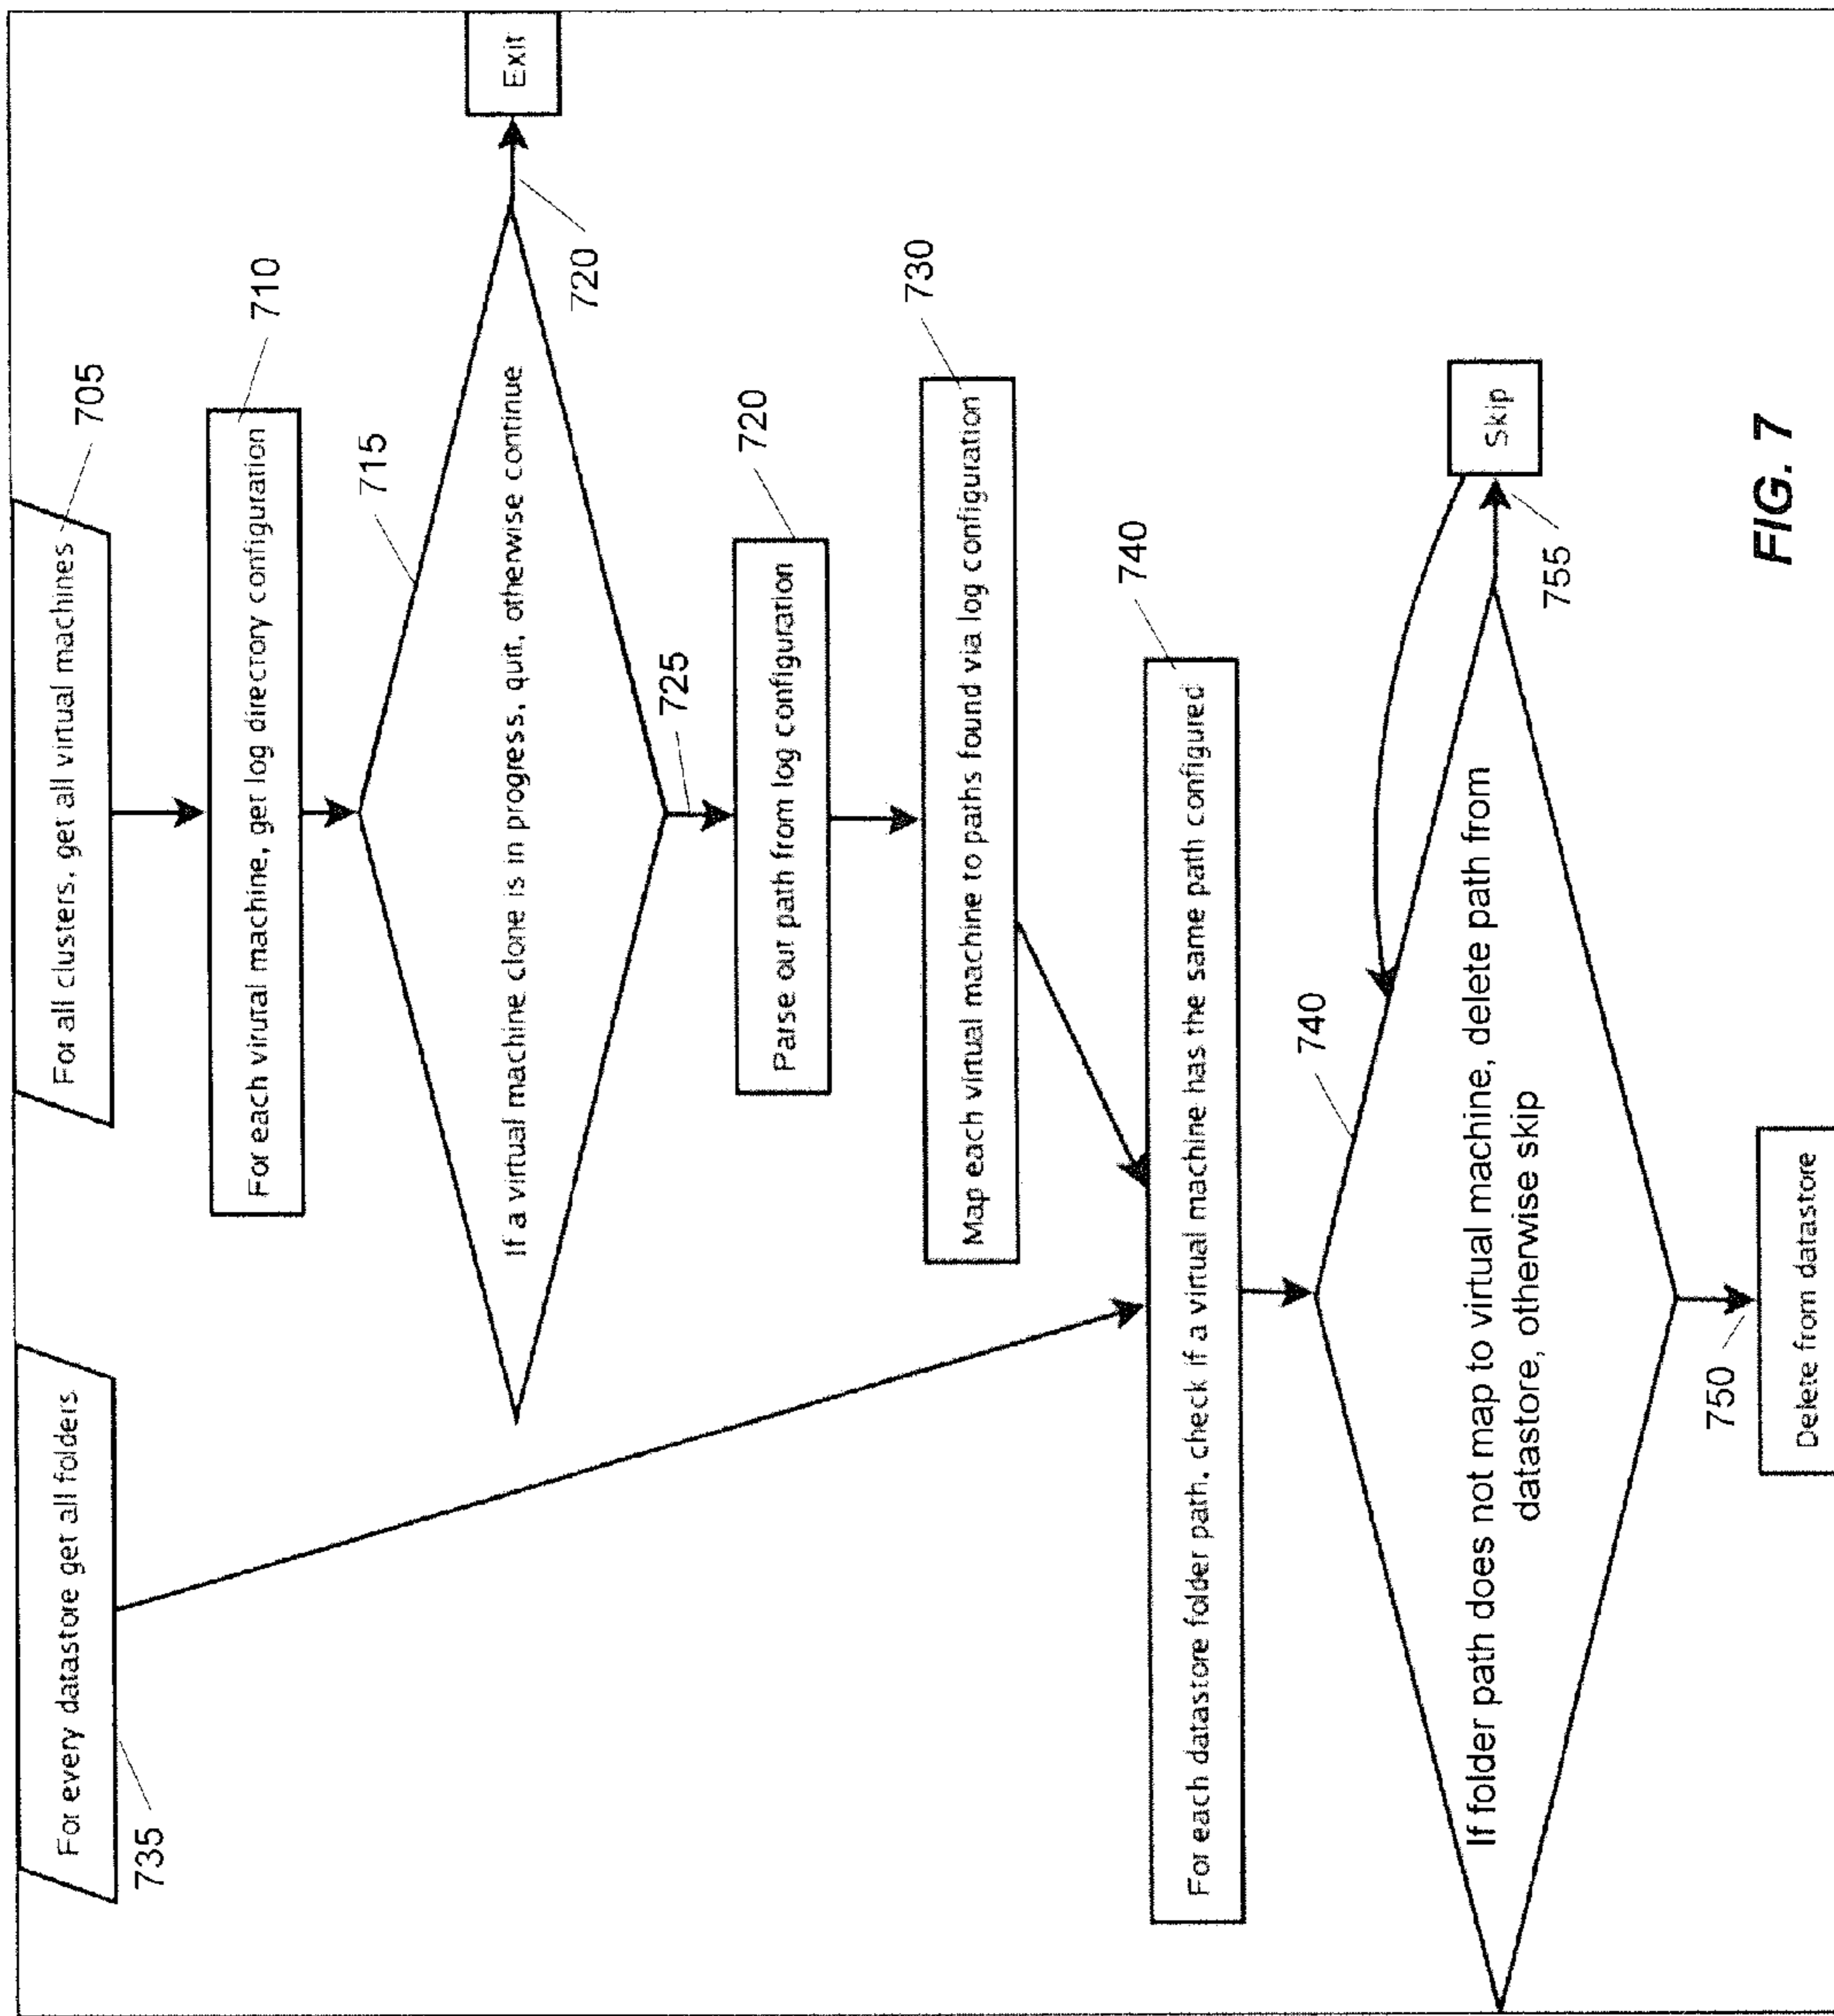 For every datastore get all folders
735
For all clusters, get all virtual machines
705
For each virutal machine, get log directory configuration
710
715
If a virtual machine clone is in progress, quit, otherwise continue
720
Exit
725
Parse out path from log configuration
720
Map each virtual machine to paths found via log configuration
730
For each datastore folder path, check if a virtual machine has the same path configured
740
740
If folder path does not map to virtual machine, delete path from
datastore, otherwise skip
755
Skip
750
Delete from datastore
FIG. 7